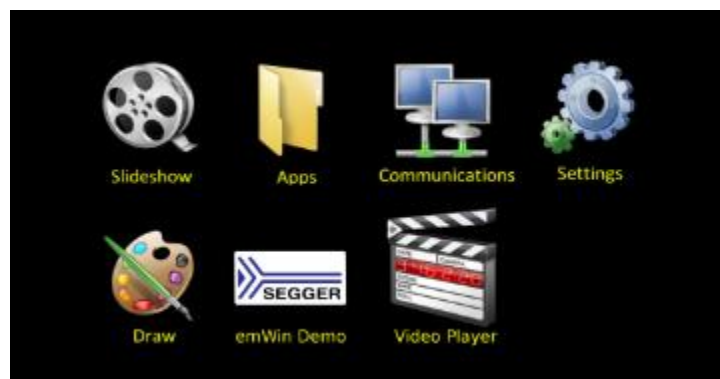 Slideshow
Apps
Communications
Settings
SEGGER
Draw
emWin Demo
Video Player